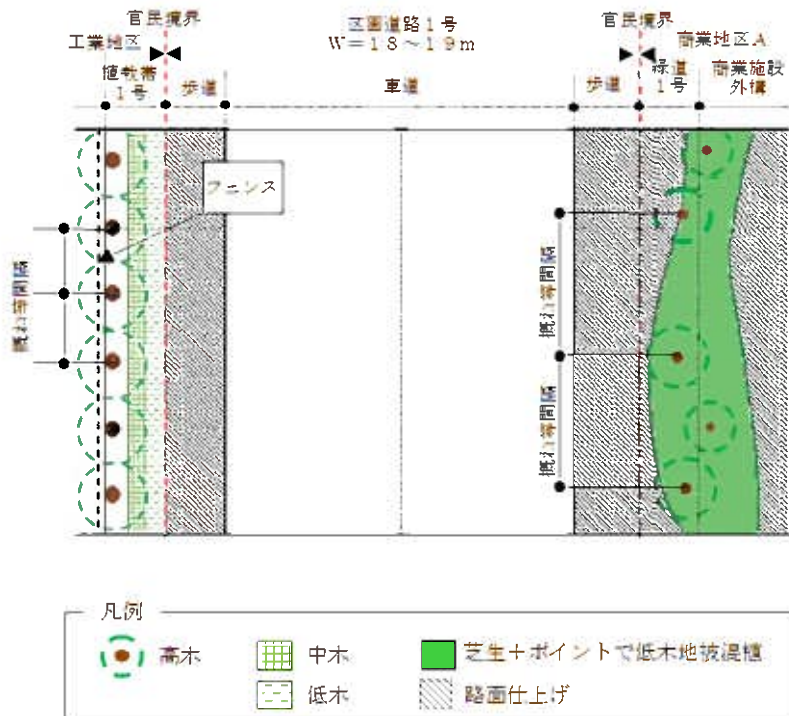 官民境界
区画道路1号
W=18～19m
官民境界
工業地区
商業地区A
植栽帯
1号
歩道
車道
歩道
緑道
1号
商業施設
外構
フェンス
概ね等間隔
概ね等間隔
概ね等間隔
凡例
高木
中木
芝生+ポイントで低木地被混植
低木
路面仕上げ